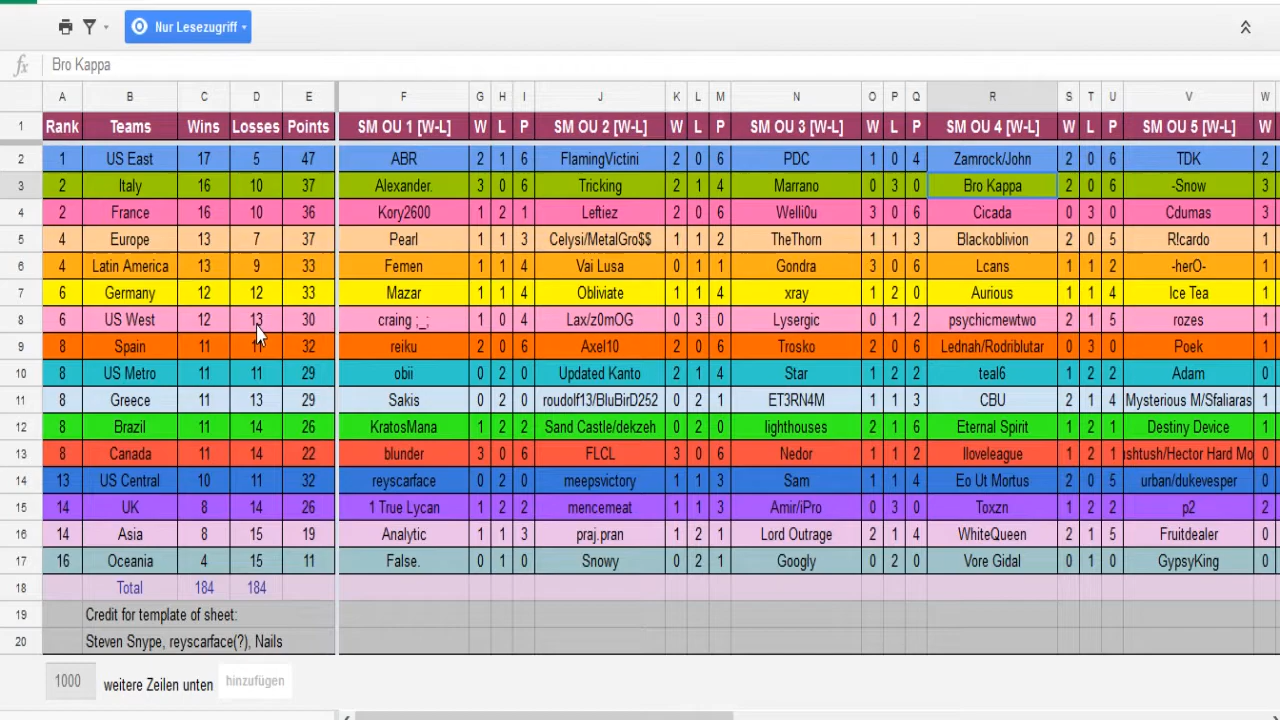 Nur Lesezugriff
fx Bro Kappa
A B C D E F G H I J K L M N O P Q R S T U V W
1 Rank Teams Wins Losses Points SM OU 1 [W-L] W L P SM OU 2 [W-L] W L P SM OU 3 [W-L] W L P SM OU 4 [W-L] W L P SM OU 5 [W-L] W
2 1 US East 17 5 47 ABR 2 1 6 FlamingVictini 2 0 6 PDC 1 0 4 Zamrock/John 2 0 6 TDK 2
3 2 Italy 16 10 37 Alexander. 3 0 6 Tricking 2 1 4 Marrano 0 3 0 Bro Kappa 2 0 6 -Snow 3
4 2 France 16 10 36 Kory2600 1 2 1 Leftiez 2 0 6 Welli0u 3 0 6 Cicada 0 3 0 Cdumas 3
5 4 Europe 13 7 37 Pearl 1 1 3 Celysi/MetalGro$$ 1 1 2 TheThorn 1 1 3 Blackoblivion 2 0 5 R!cardo 1
6 4 Latin America 13 9 33 Femen 1 1 4 Vai Lusa 0 1 1 Gondra 3 0 6 Lcans 1 1 2 -herO- 1
7 6 Germany 12 12 33 Mazar 1 1 4 Obliviate 1 1 4 xray 1 2 0 Aurious 1 1 4 Ice Tea 1
8 6 US West 12 13 30 craing ;_; 1 0 4 Lax/z0mOG 0 3 0 Lysergic 0 1 2 psychicmewtwo 2 1 5 rozes 1
9 8 Spain 11 11 32 reiku 2 0 6 Axel10 2 0 6 Trosko 2 0 6 Lednah/Rodriblutar 0 3 0 Poek 1
10 8 US Metro 11 11 29 obii 0 2 0 Updated Kanto 2 1 4 Star 1 2 2 teal6 1 2 2 Adam 0
11 8 Greece 11 13 29 Sakis 0 2 0 roudolf13/BluBirD252 0 2 1 ET3RN4M 1 1 3 CBU 2 1 4 Mysterious M/Sfaliaras 1
12 8 Brazil 11 14 26 KratosMana 1 2 2 Sand Castle/dekzeh 0 2 0 lighthouses 2 1 6 Eternal Spirit 1 2 1 Destiny Device 1
13 8 Canada 11 14 22 blunder 3 0 6 FLCL 3 0 6 Nedor 1 1 2 Iloveleague 1 2 1 shtush/Hector Hard Mo 0
14 13 US Central 10 11 32 reyscarface 0 2 0 meepsvictory 1 1 3 Sam 1 1 4 Eo Ut Mortus 2 0 5 urban/dukevesper 0
15 14 UK 8 14 26 1 True Lycan 1 2 2 mencemeat 1 1 3 Amir/iPro 0 3 0 Toxzn 1 2 2 p2 2
16 14 Asia 8 15 19 Analytic 1 1 3 praj.pran 1 2 1 Lord Outrage 2 1 4 WhiteQueen 2 1 5 Fruitdealer 0
17 16 Oceania 4 15 11 False. 0 1 0 Snowy 0 2 1 Googly 0 2 0 Vore Gidal 0 1 0 GypsyKing 0
18 Total 184 184
19 Credit for template of sheet:
20 Steven Snype, reyscarface(?), Nails
1000 weitere Zeilen unten hinzufügen